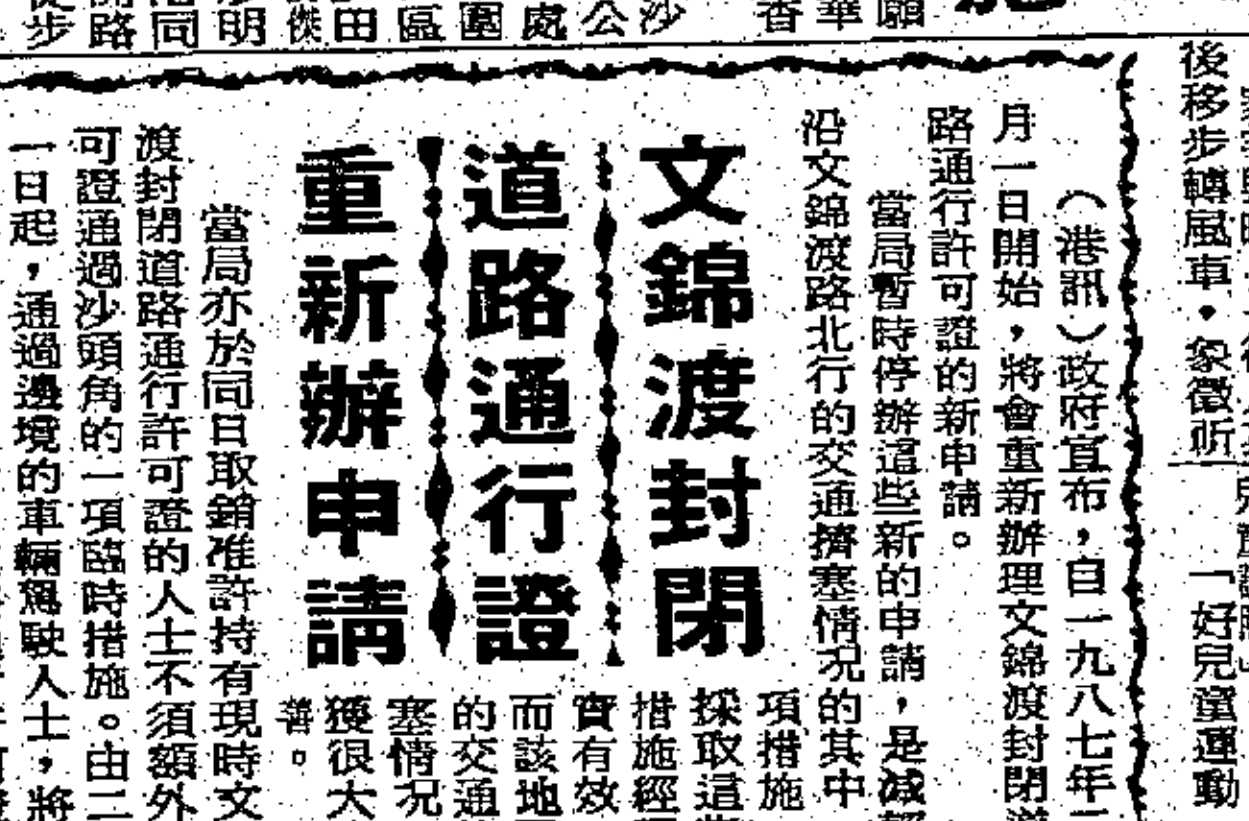 文錦渡封閉
道路通行證
重新辦申請
（港訊）政府宣布，自一九八七年二
月一日開始，將會重新辦理文錦渡封閉道
路通行許可證的新申請。
當局暫時停辦這些新的申請，是減輕
沿文錦渡路北行的交通擠塞情況的其中
項措施
採取這
措施經
實有效
而該地
的交通
塞情况
獲很大
善。
當局亦於同日取銷准許持有現時文
渡封閉道路通行許可證的人士不須額外
可證通過沙頭角的一項臨時措施。由二
一日起，通過邊境的車輛駕駛人士，將
後移步轉風車・象徵所
「好兒童運動
願
華
香
沙
公
處
圍
區
田
傑
明
同
路
步